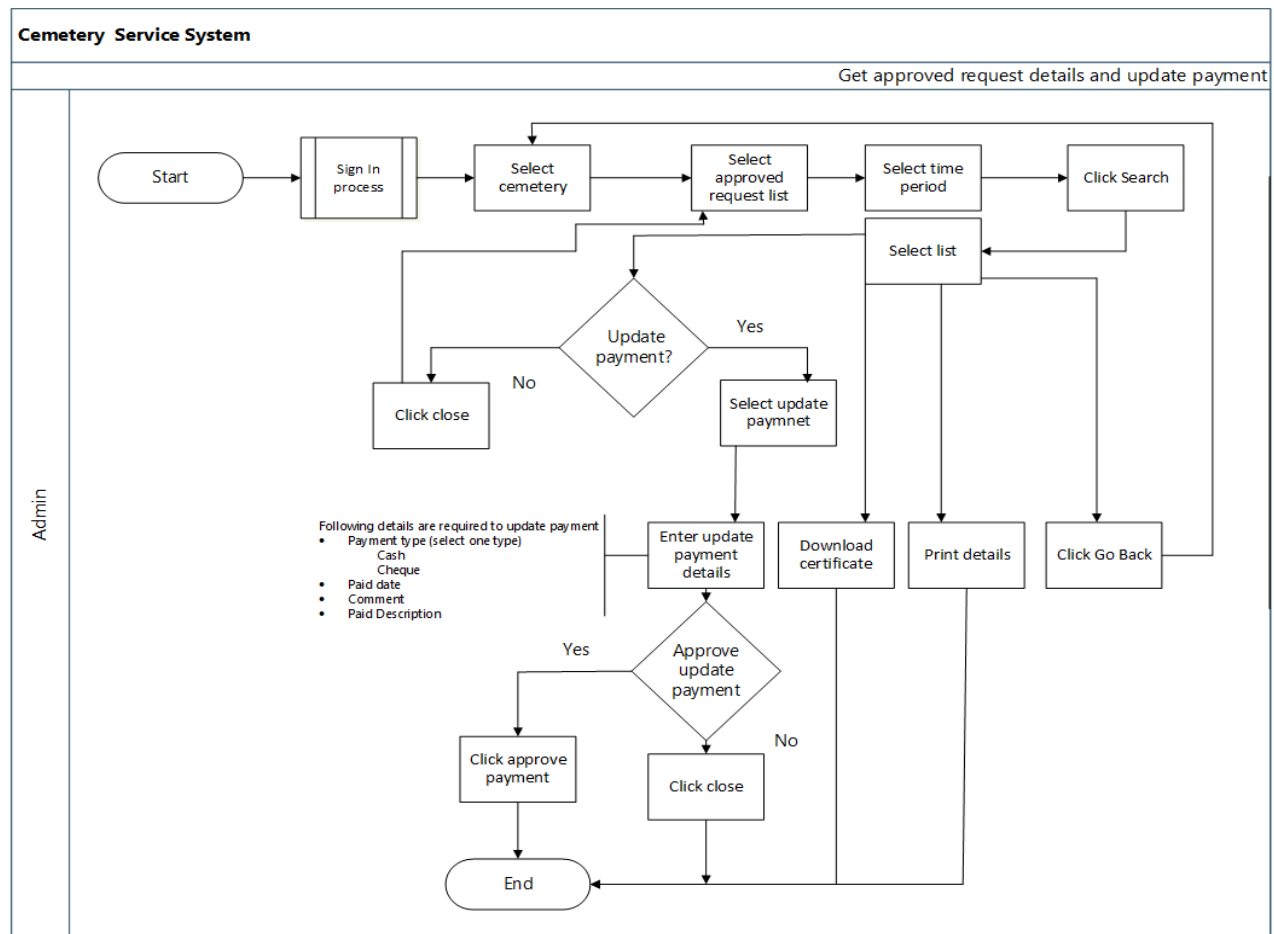 Cemetery Service System
Get approved request details and update payment
Admin
Start
Sign In
process
Select
cemetery
Select
approved
request list
Select time
period
Click Search
Select list
Update
payment?
Yes
No
Click close
Select update
paymnet
Following details are required to update payment
• Payment type (select one type)
Cash
Cheque
• Paid date
• Comment
• Paid Description
Enter update
payment
details
Download
certificate
Print details
Click Go Back
Approve
update
payment
Yes
No
Click approve
payment
Click close
End